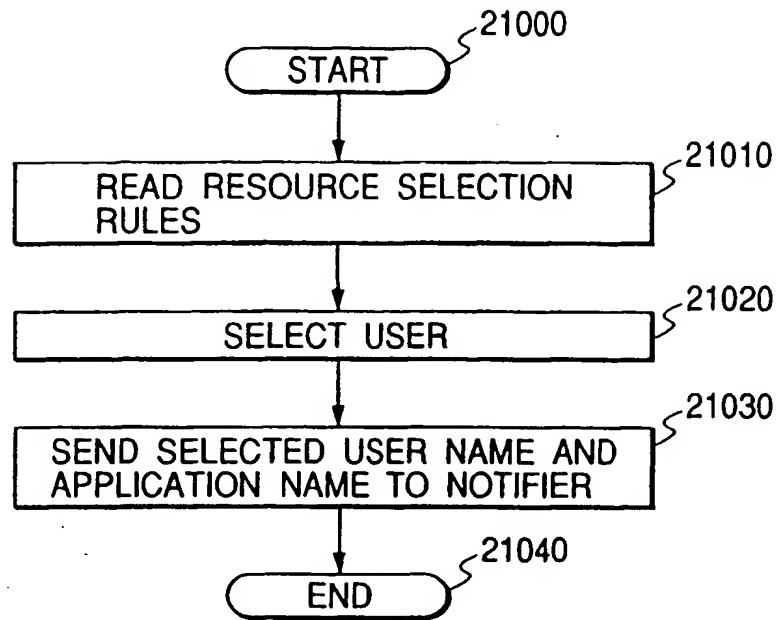 21000
START
21010
READ RESOURCE SELECTION
RULES
21020
SELECT USER
21030
SEND SELECTED USER NAME AND
APPLICATION NAME TO NOTIFIER
21040
END